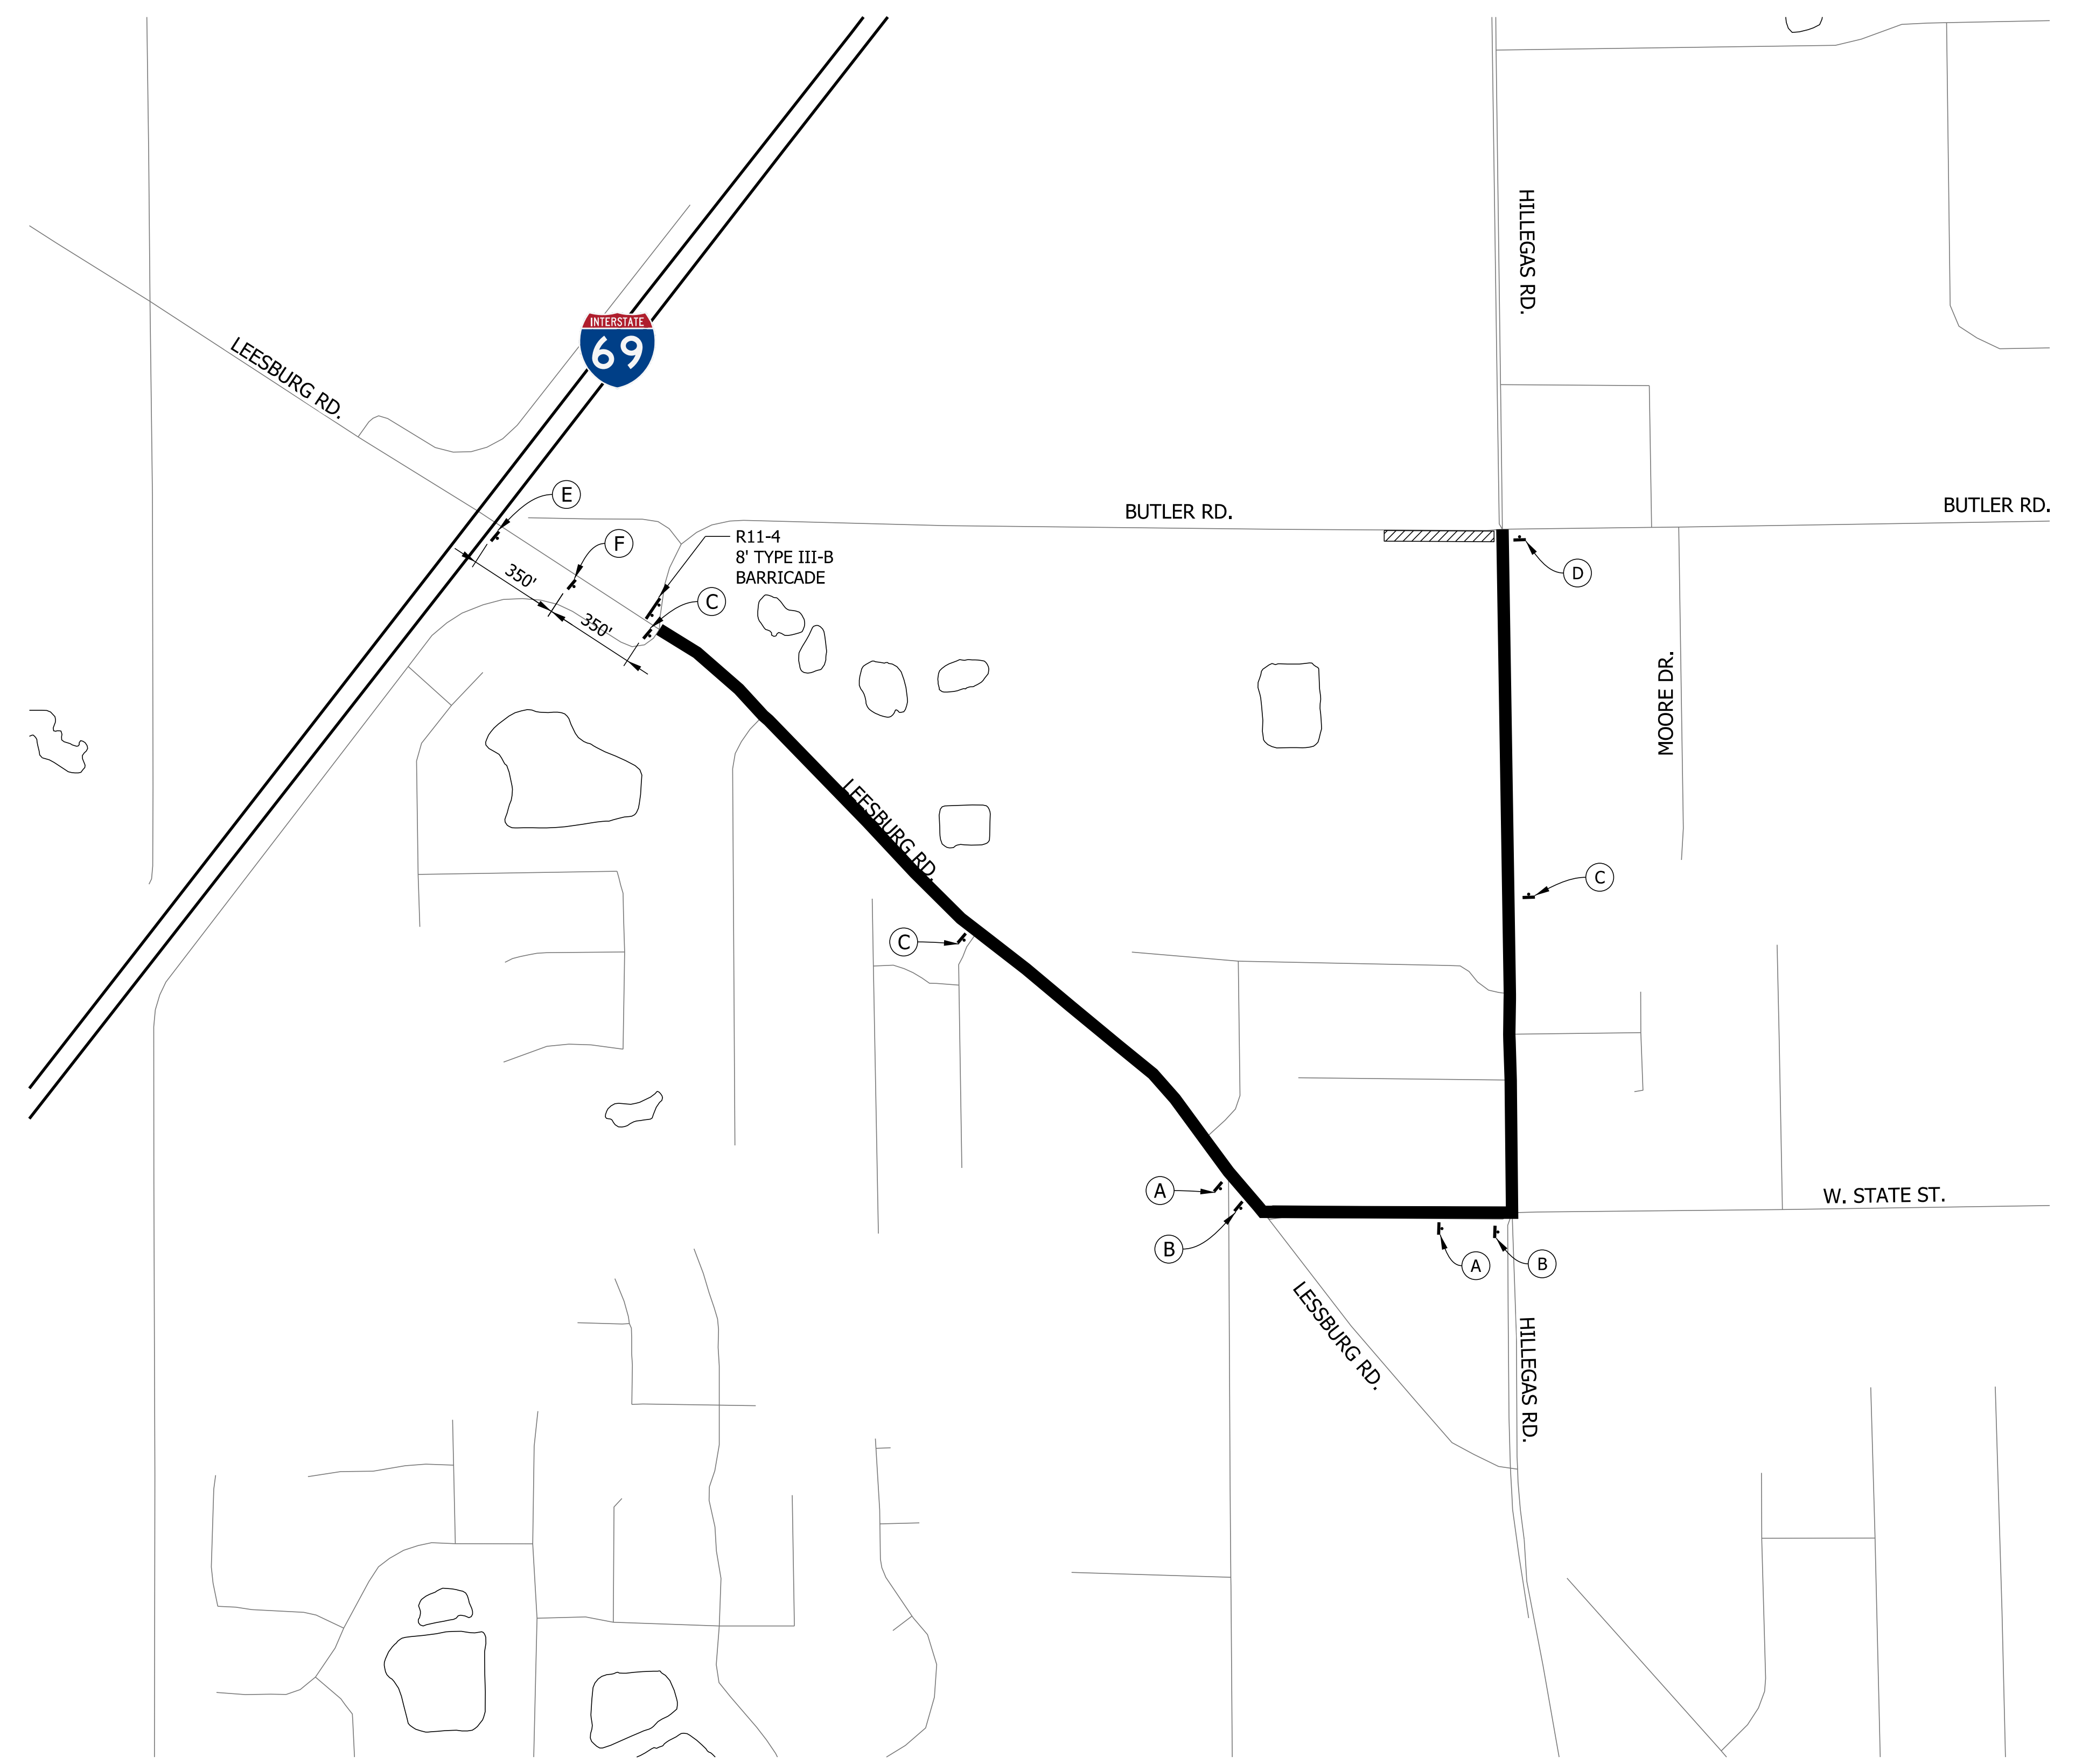 HILLEGAS RD.
INTERSTATE
69
LEESBURG RD.
E
BUTLER RD.
BUTLER RD.
F
R11-4
8' TYPE III-B
BARRICADE
D
350'
C
350'
MOORE DR.
LEESBURG RD.
C
C
A
W. STATE ST.
B
A
B
LESSBURG RD.
HILLEGAS RD.